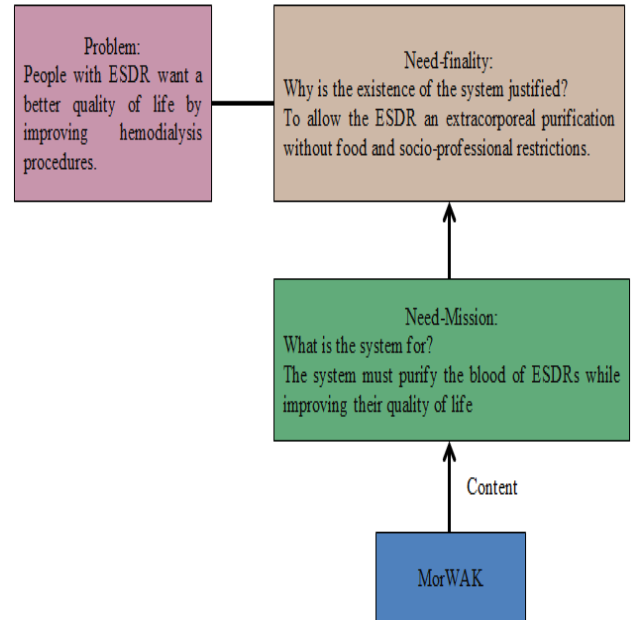 Problem:
People with ESDR want a
better quality of life by
improving hemodialysis
procedures.
Need-finality:
Why is the existence of the system justified?
To allow the ESDR an extracorporeal purification
without food and socio-professional restrictions.
Need-Mission:
What is the system for?
The system must purify the blood of ESDRs while
improving their quality of life
Content
MorWAK